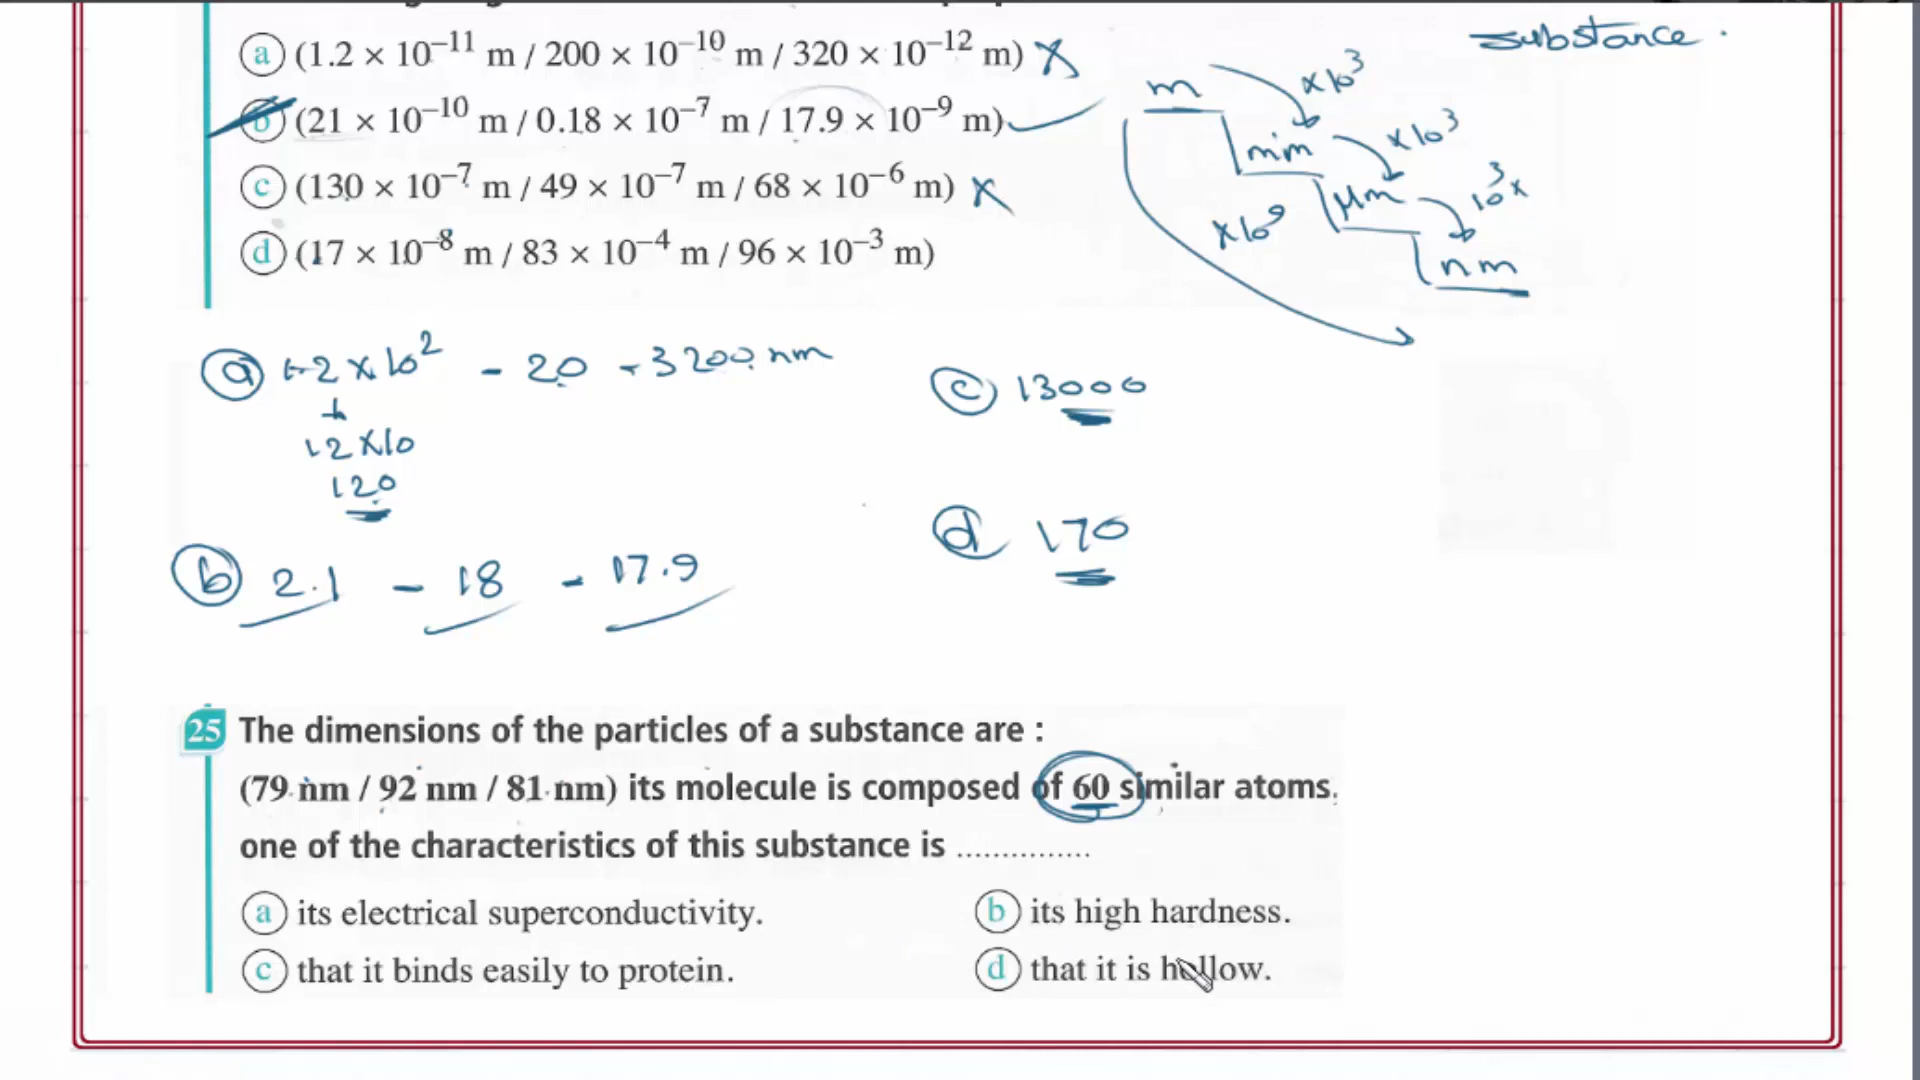 substance.
ⓐ (1.2 × 10⁻¹¹ m / 200 × 10⁻¹⁰ m / 320 × 10⁻¹² m) X
ⓑ (21 × 10⁻¹⁰ m / 0.18 × 10⁻⁷ m / 17.9 × 10⁻⁹ m)
ⓒ (130 × 10⁻⁷ m / 49 × 10⁻⁷ m / 68 × 10⁻⁶ m) X
ⓓ (17 × 10⁻⁸ m / 83 × 10⁻⁴ m / 96 × 10⁻³ m)
m ×10³
mm ×10³
μm 10³×
×10⁹
nm
ⓐ 1.2 × 10² - 20 - 3200 nm
12 ×10
120
ⓑ 2.1 - 18 - 17.9
ⓒ 13000
ⓓ 170
25 The dimensions of the particles of a substance are :
(79 nm / 92 nm / 81 nm) its molecule is composed of 60 similar atoms.
one of the characteristics of this substance is ...............
ⓐ its electrical superconductivity.
ⓑ its high hardness.
ⓒ that it binds easily to protein.
ⓓ that it is hollow.